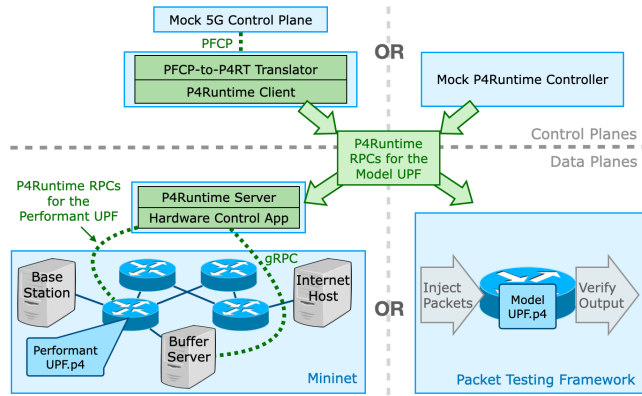 Mock 5G Control Plane
PFCP
OR
PFCP-to-P4RT Translator
P4Runtime Client
Mock P4Runtime Controller
P4Runtime
RPCs for the
Model UPF
Control Planes
Data Planes
P4Runtime RPCs
for the
Performant UPF
P4Runtime Server
Hardware Control App
gRPC
Base
Station
Internet
Host
Buffer
Server
Performant
UPF.p4
Mininet
OR
Inject
Packets
Model
UPF.p4
Verify
Output
Packet Testing Framework